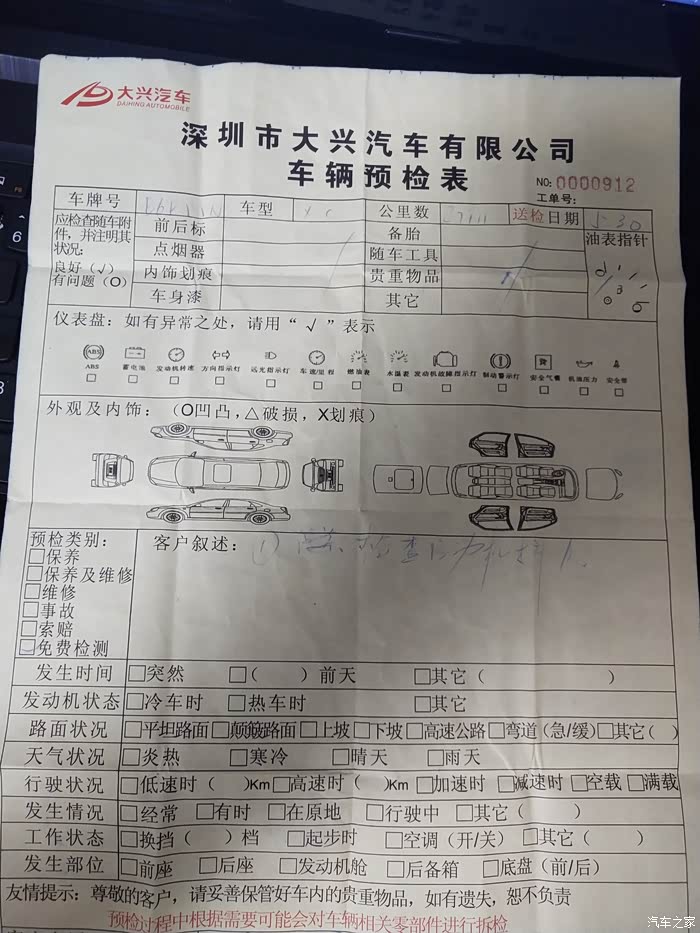 大兴汽车
DAIHING AUTOMOBILE
深圳市大兴汽车有限公司
车辆预检表
NO: 0000912
工单号:
车牌号 车型 公里数 送检日期 5 30
应检查随车附件,并注明其状况:
良好(√)
有问题(O)
前后标 备胎 油表指针
点烟器 随车工具
内饰划痕 贵重物品
车身漆 其它
仪表盘:如有异常之处,请用“√”表示
ABS 蓄电池 发动机转速 方向指示灯 远光指示灯 车速/里程 燃油表 水温表 发动机故障指示灯 制动警示灯 安全气囊 机油压力 安全带
外观及内饰:(O凹凸,△破损,X划痕)
预检类别: 客户叙述: ① 检查
□保养
□保养及维修
□维修
□事故
□索赔
□免费检测
发生时间 □突然 □( )前天 □其它( )
发动机状态 □冷车时 □热车时 □其它
路面状况 □平坦路面 □颠簸路面 □上坡 □下坡 □高速公路 □弯道(急/缓) □其它( )
天气状况 □炎热 □寒冷 □晴天 □雨天
行驶状况 □低速时( )Km □高速时( )Km □加速时 □减速时 □空载 □满载
发生情况 □经常 □有时 □在原地 □行驶中 □其它( )
工作状态 □换挡( )档 □起步时 □空调(开/关) □其它( )
发生部位 □前座 □后座 □发动机舱 □后备箱 □底盘(前/后)
友情提示:尊敬的客户,请妥善保管好车内的贵重物品,如有遗失,恕不负责
预检过程中根据需要可能会对车辆相关零部件进行拆检
汽车之家